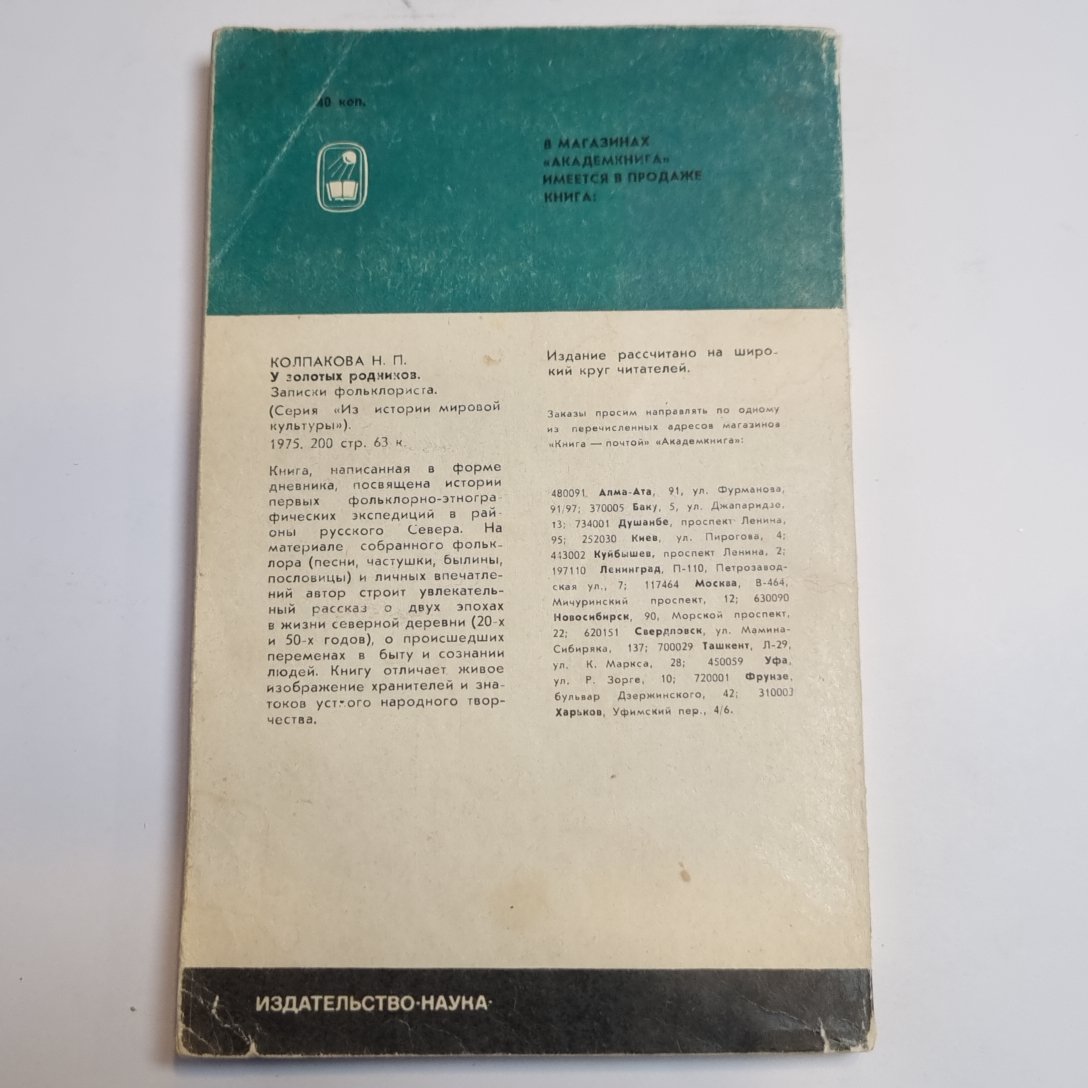 40 коп.
В МАГАЗИНАХ
«АКАДЕМКНИГА»
ИМЕЕТСЯ В ПРОДАЖЕ
КНИГА:
КОЛПАКОВА Н. П.
У золотых родников.
Записки фольклориста.
(Серия «Из истории мировой
культуры»).
1975. 200 стр. 63 к.
Книга, написанная в форме
дневника, посвящена истории
первых фольклорно-этногра-
фических экспедиций в рай-
оны русского Севера. На
материале собранного фольк-
лора (песни, частушки, былины,
пословицы) и личных впечатле-
ний автор строит увлекатель-
ный рассказ о двух эпохах
в жизни северной деревни (20-х
и 50-х годов), о происшедших
переменах в быту и сознании
людей. Книгу отличает живое
изображение хранителей и зна-
токов устного народного твор-
чества.
Издание рассчитано на широ-
кий круг читателей.
Заказы просим направлять по одному
из перечисленных адресов магазинов
«Книга — почтой» «Академкнига»:
480091. Алма-Ата, 91, ул. Фурманова,
91/97; 370005 Баку, 5, ул. Джапаридзе,
13; 734001 Душанбе, проспект Ленина,
95; 252030 Киев, ул. Пирогова, 4;
443002 Куйбышев, проспект Ленина, 2;
197110 Ленинград, П-110, Петрозавод-
ская ул., 7; 117464 Москва, В-464,
Мичуринский проспект, 12; 630090
Новосибирск, 90, Морской проспект,
22; 620151 Свердловск, ул. Мамина-
Сибиряка, 137; 700029 Ташкент, Л-29,
ул. К. Маркса, 28; 450059 Уфа,
ул. Р. Зорге, 10; 720001 Фрунзе,
бульвар Дзержинского, 42; 310003
Харьков, Уфимский пер., 4/6.
ИЗДАТЕЛЬСТВО·НАУКА·